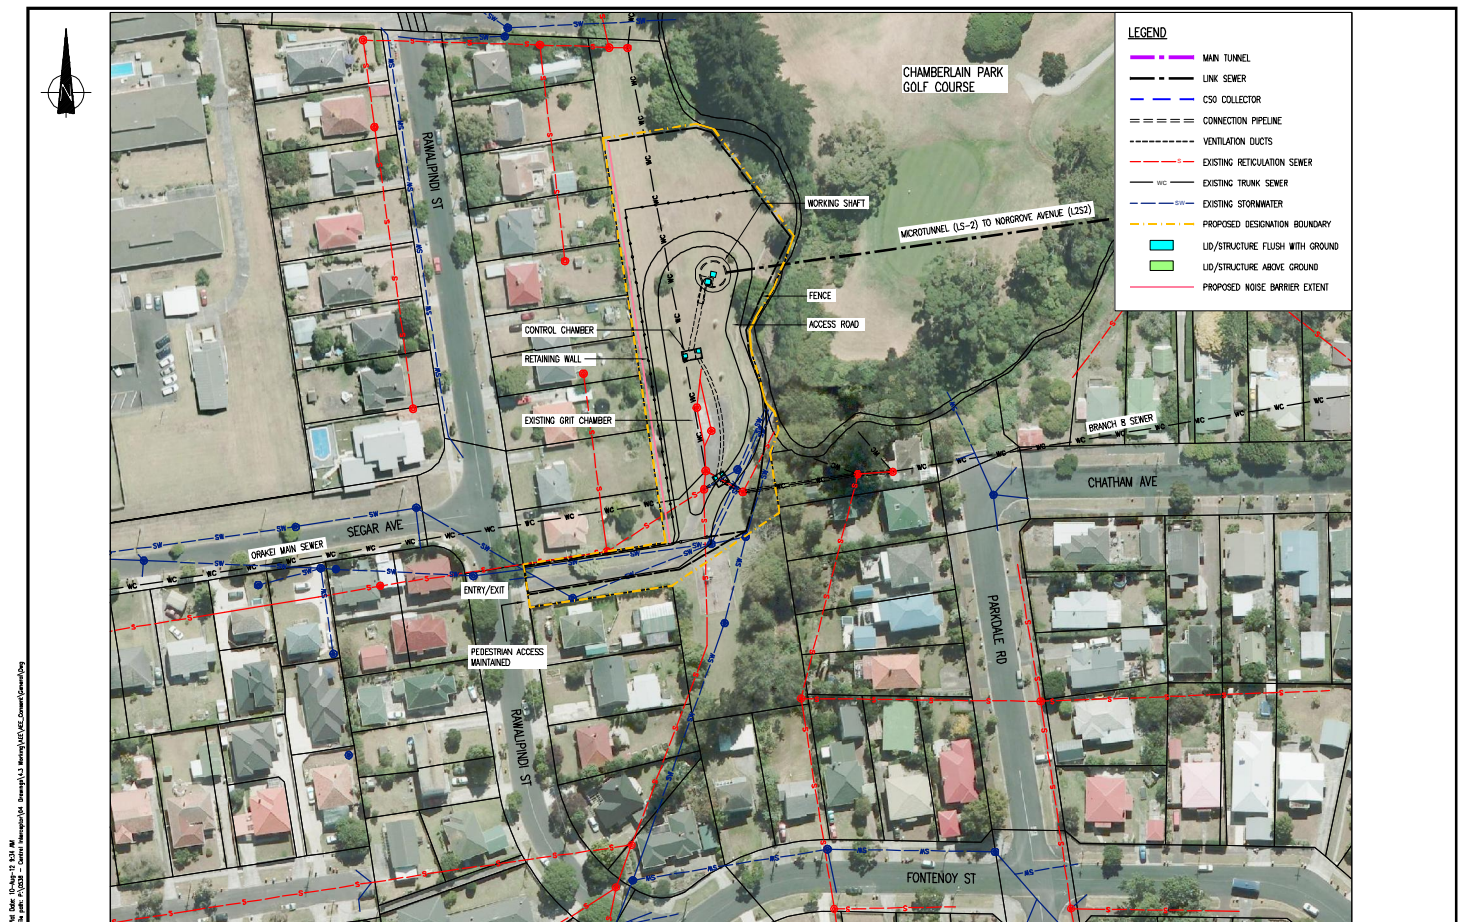 N
CHAMBERLAIN PARK
GOLF COURSE
LEGEND
MAIN TUNNEL
LINK SEWER
CSO COLLECTOR
CONNECTION PIPELINE
VENTILATION DUCTS
EXISTING RETICULATION SEWER
EXISTING TRUNK SEWER
EXISTING STORMWATER
PROPOSED DESIGNATION BOUNDARY
LID/STRUCTURE FLUSH WITH GROUND
LID/STRUCTURE ABOVE GROUND
PROPOSED NOISE BARRIER EXTENT
RAWALIPINDI ST
WORKING SHAFT
MICROTUNNEL (LS-2) TO NORGROVE AVENUE (L2S2)
FENCE
ACCESS ROAD
CONTROL CHAMBER
RETAINING WALL
EXISTING GRIT CHAMBER
BRANCH 8 SEWER
CHATHAM AVE
SEGAR AVE
ORAKEI MAIN SEWER
ENTRY/EXIT
PEDESTRIAN ACCESS
MAINTAINED
PARKDALE RD
RAWALIPINDI ST
FONTENOY ST